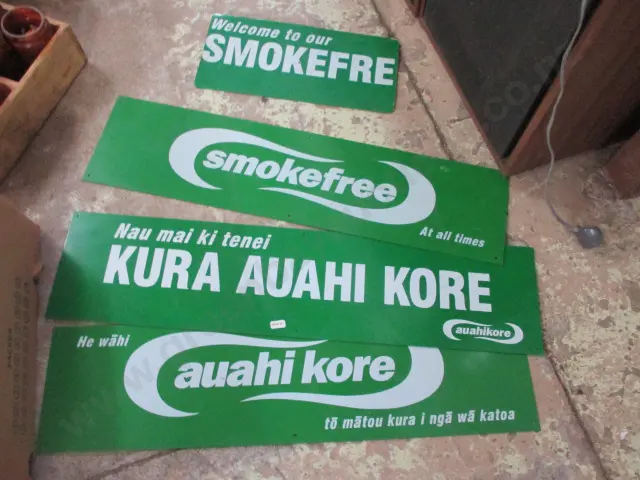 Welcome to our
SMOKEFRE
smokefree
At all times
Nau mai ki tenei
KURA AUAHI KORE
auahikore
He wāhi
auahi kore
tō mātou kura i ngā wā katoa